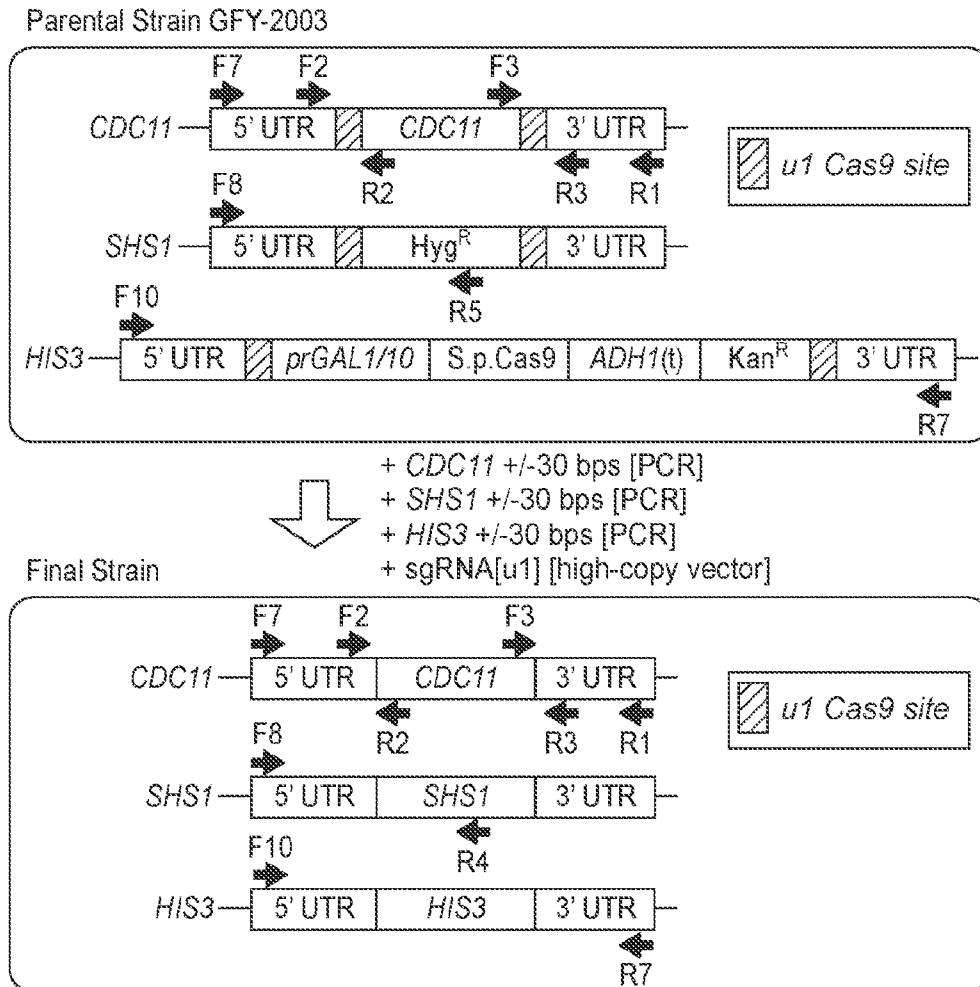 Parental Strain GFY-2003
F7 F2 F3
CDC11 5' UTR CDC11 3' UTR
R2 R3 R1
u1 Cas9 site
F8
SHS1 5' UTR Hyg^R 3' UTR
R5
F10
HIS3 5' UTR prGAL1/10 S.p.Cas9 ADH1(t) Kan^R 3' UTR
R7
+ CDC11 +/-30 bps [PCR]
+ SHS1 +/-30 bps [PCR]
+ HIS3 +/-30 bps [PCR]
+ sgRNA[u1] [high-copy vector]
Final Strain
F7 F2 F3
CDC11 5' UTR CDC11 3' UTR
R2 R3 R1
u1 Cas9 site
F8
SHS1 5' UTR SHS1 3' UTR
R4
F10
HIS3 5' UTR HIS3 3' UTR
R7